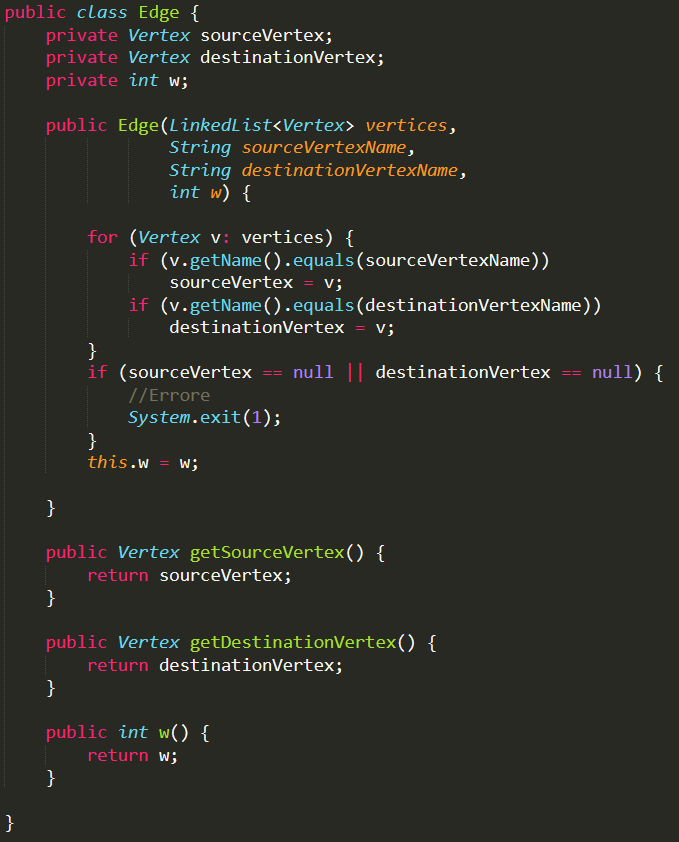 public class Edge {
    private Vertex sourceVertex;
    private Vertex destinationVertex;
    private int w;

    public Edge(LinkedList<Vertex> vertices,
                String sourceVertexName,
                String destinationVertexName,
                int w) {

        for (Vertex v: vertices) {
            if (v.getName().equals(sourceVertexName))
                sourceVertex = v;
            if (v.getName().equals(destinationVertexName))
                destinationVertex = v;
        }
        if (sourceVertex == null || destinationVertex == null) {
            //Errore
            System.exit(1);
        }
        this.w = w;

    }

    public Vertex getSourceVertex() {
        return sourceVertex;
    }

    public Vertex getDestinationVertex() {
        return destinationVertex;
    }

    public int w() {
        return w;
    }

}